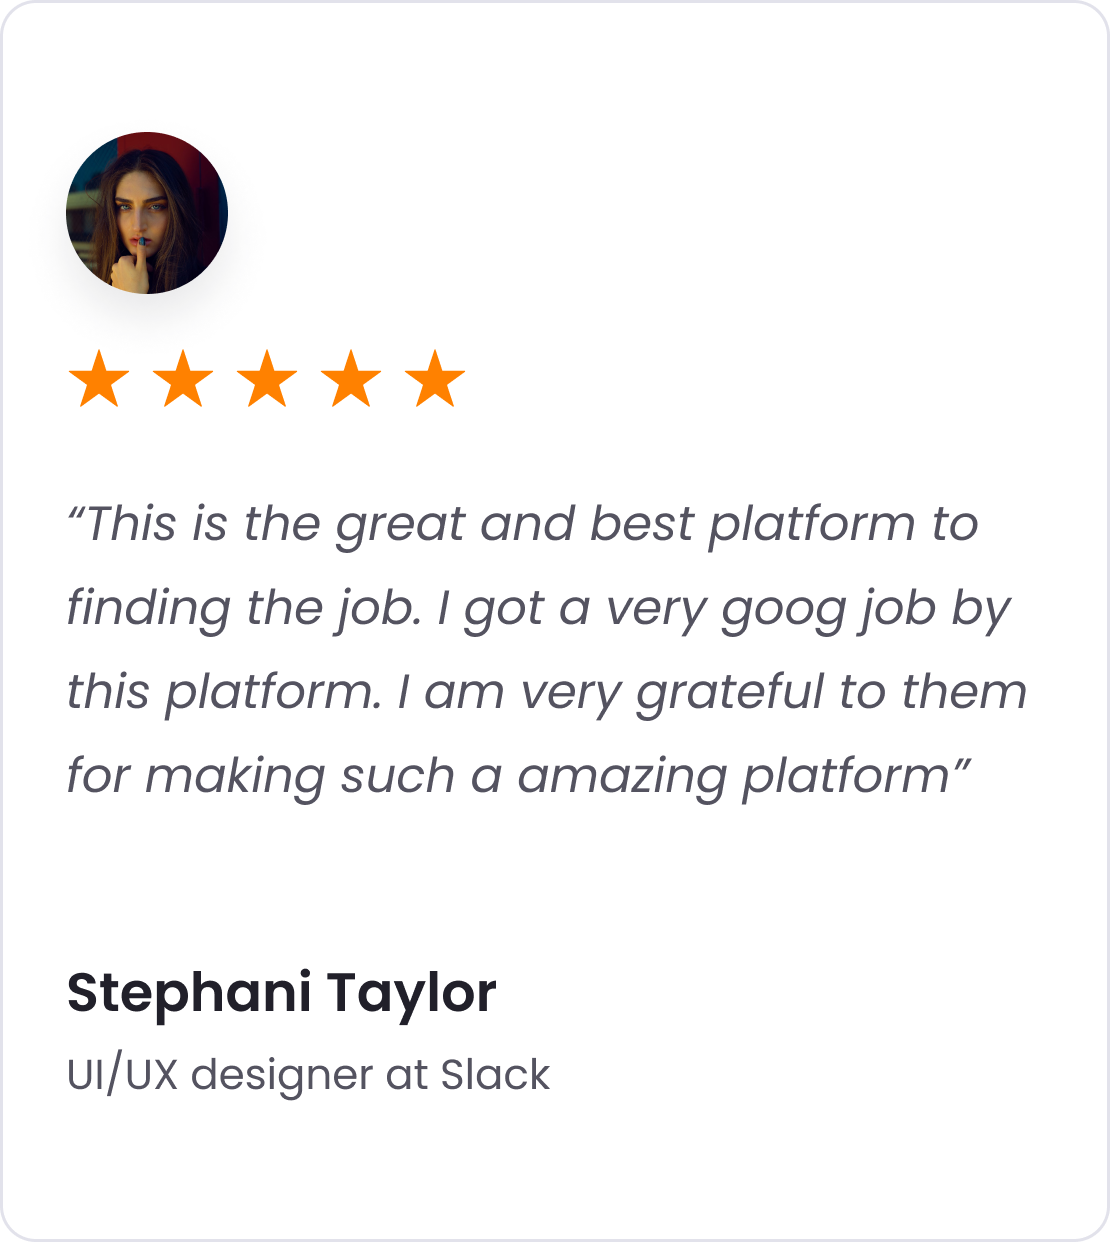 “This is the great and best platform to
finding the job. I got a very goog job by
this platform. I am very grateful to them
for making such a amazing platform”
Stephani Taylor
UI/UX designer at Slack